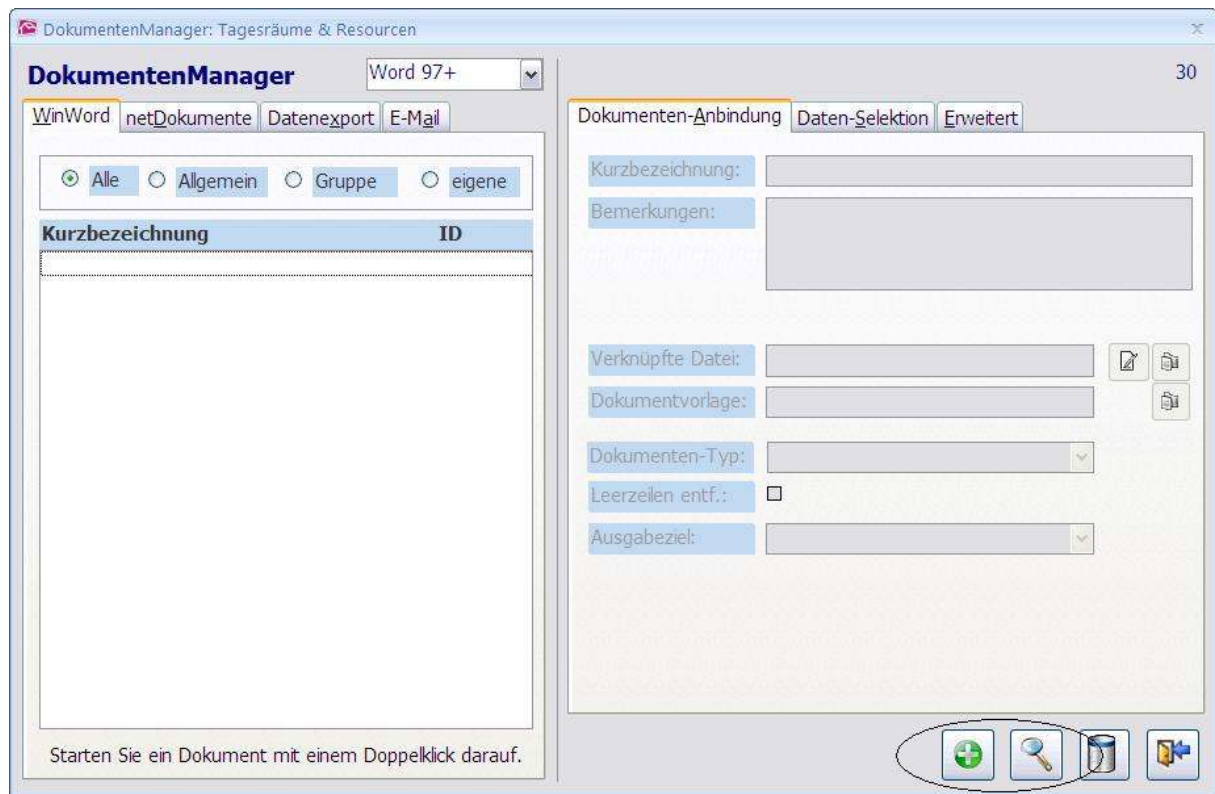 DokumentenManager: Tagesräume & Resourcen
x
DokumentenManager
Word 97+
30
WinWord netDokumente Datenexport E-Mail
Dokumenten-Anbindung Daten-Selektion Erweitert
Alle Allgemein Gruppe eigene
Kurzbezeichnung ID
Kurzbezeichnung:
Bemerkungen:
Verknüpfte Datei:
Dokumentvorlage:
Dokumenten-Typ:
Leerzeilen entf.:
Ausgabeziel:
Starten Sie ein Dokument mit einem Doppelklick darauf.